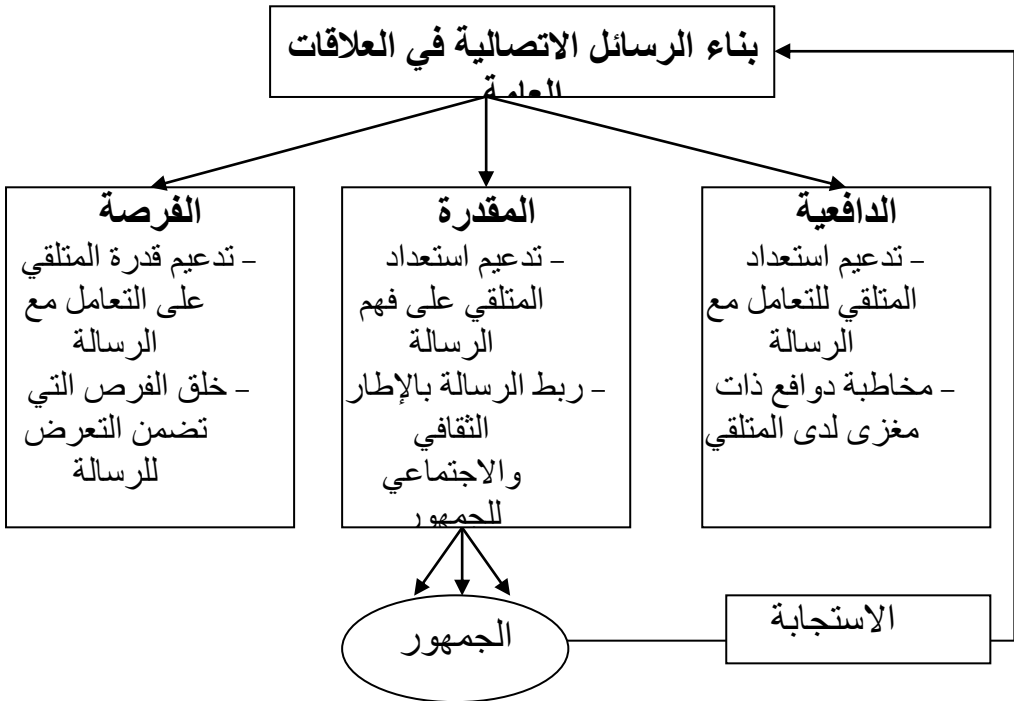 بناء الرسائل الاتصالية في العلاقات
العامة
الدافعية
- تدعيم استعداد
المتلقي للتعامل مع
الرسالة
- مخاطبة دوافع ذات
مغزى لدى المتلقي
المقدرة
- تدعيم استعداد
المتلقي على فهم
الرسالة
- ربط الرسالة بالإطار
الثقافي
والاجتماعي
للجمهور
الفرصة
- تدعيم قدرة المتلقي
على التعامل مع
الرسالة
- خلق الفرص التي
تضمن التعرض
للرسالة
الجمهور
الاستجابة